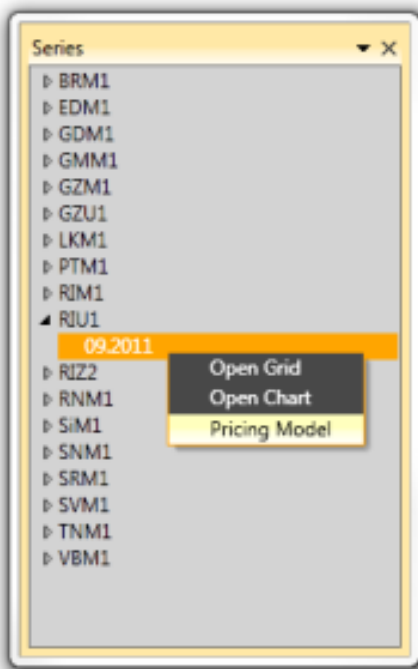 Series
BRM1
EDM1
GDM1
GMM1
GZM1
GZU1
LKM1
PTM1
RIM1
RIU1
09.2011
Open Grid
Open Chart
Pricing Model
RIZ2
RNM1
SiM1
SNM1
SRM1
SVM1
TNM1
VBM1